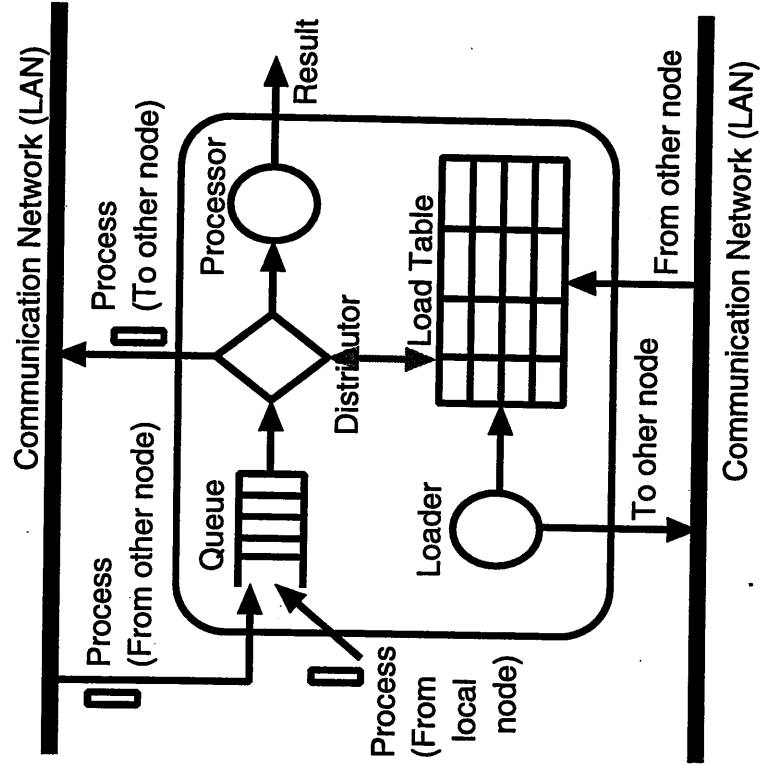 Communication Network (LAN)
Process
(From other node)
Process
(To other node)
Process
(From
local
node)
Queue
Distributor
Processor
Result
Loader
Load Table
To oher node
From other node
Communication Network (LAN)